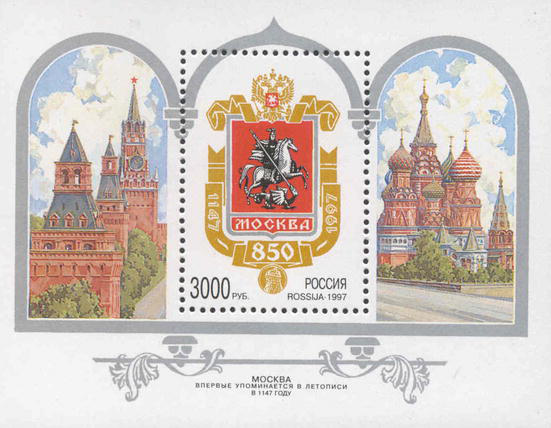 1147
1997
МОСКВА
850
3000 РУБ.
РОССИЯ
ROSSIJA·1997
МОСКВА
ВПЕРВЫЕ УПОМИНАЕТСЯ В ЛЕТОПИСИ
В 1147 ГОДУ